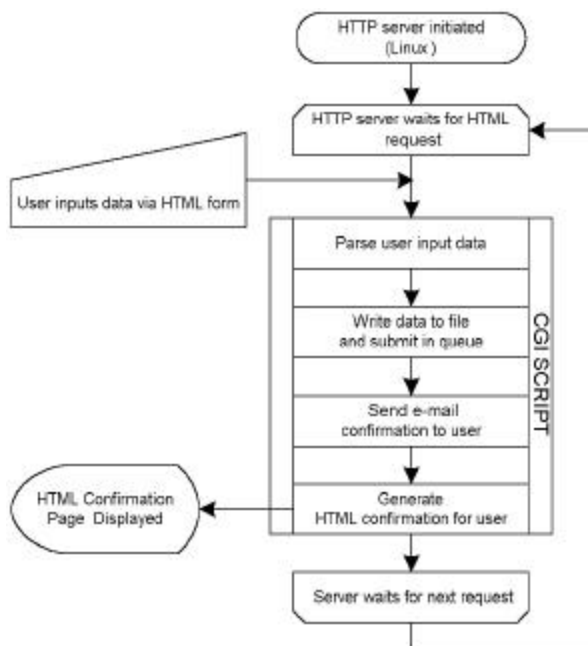 HTTP server initiated
(Linux )
HTTP server waits for HTML
request
User inputs data via HTML form
Parse user input data
Write data to file
and submit in queue
CGI SCRIPT
Send e-mail
confirmation to user
HTML Confirmation
Page Displayed
Generate
HTML confirmation for user
Server waits for next request